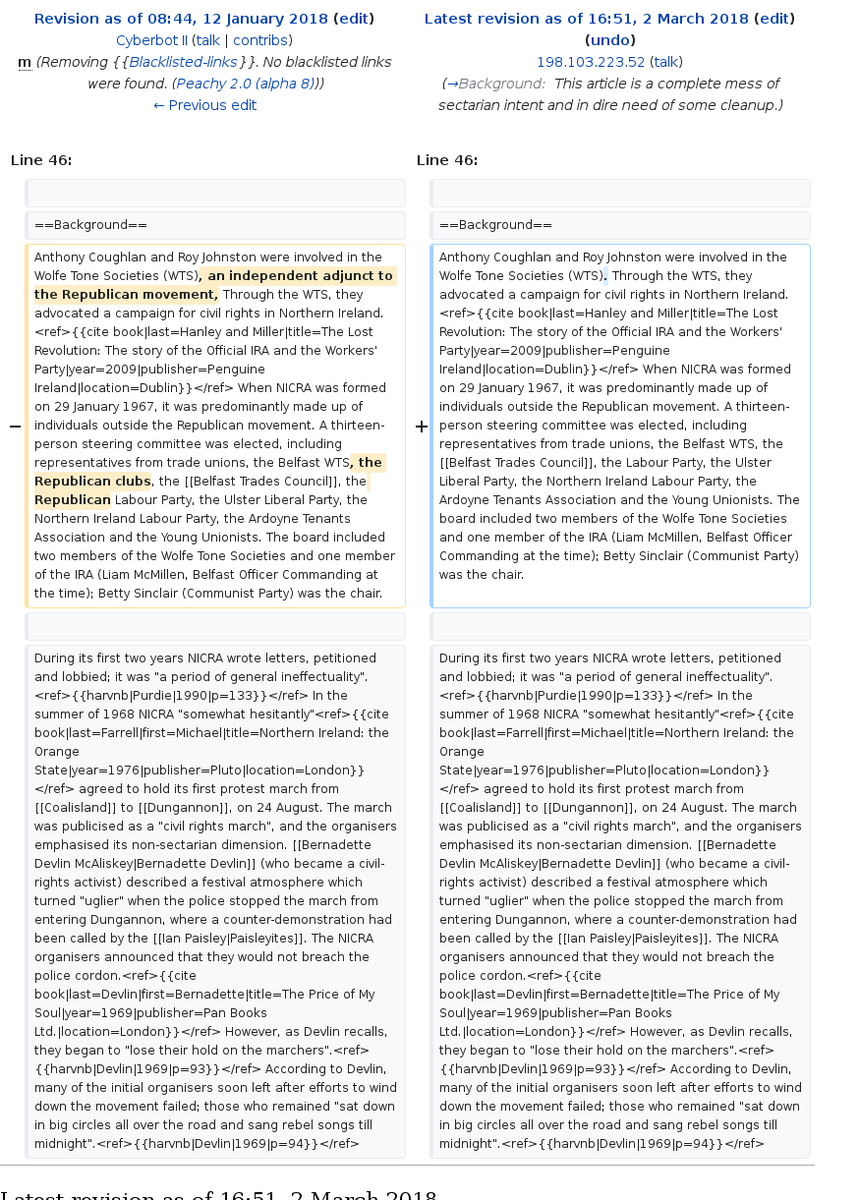 Revision as of 08:44, 12 January 2018 (edit)
Cyberbot II (talk | contribs)
m (Removing {{Blacklisted-links}}. No blacklisted links
were found. (Peachy 2.0 (alpha 8)))
← Previous edit
Latest revision as of 16:51, 2 March 2018 (edit)
(undo)
198.103.223.52 (talk)
(→Background: This article is a complete mess of
sectarian intent and in dire need of some cleanup.)
Line 46:
==Background==
−
Anthony Coughlan and Roy Johnston were involved in the
Wolfe Tone Societies (WTS), an independent adjunct to
the Republican movement, Through the WTS, they
advocated a campaign for civil rights in Northern Ireland.
<ref>{{cite book|last=Hanley and Miller|title=The Lost
Revolution: The story of the Official IRA and the Workers'
Party|year=2009|publisher=Penguine
Ireland|location=Dublin}}</ref> When NICRA was formed
on 29 January 1967, it was predominantly made up of
individuals outside the Republican movement. A thirteen-
person steering committee was elected, including
representatives from trade unions, the Belfast WTS, the
Republican clubs, the [[Belfast Trades Council]], the
Republican Labour Party, the Ulster Liberal Party, the
Northern Ireland Labour Party, the Ardoyne Tenants
Association and the Young Unionists. The board included
two members of the Wolfe Tone Societies and one member
of the IRA (Liam McMillen, Belfast Officer Commanding at
the time); Betty Sinclair (Communist Party) was the chair.
During its first two years NICRA wrote letters, petitioned
and lobbied; it was "a period of general ineffectuality".
<ref>{{harvnb|Purdie|1990|p=133}}</ref> In the
summer of 1968 NICRA "somewhat hesitantly"<ref>{{cite
book|last=Farrell|first=Michael|title=Northern Ireland: the
Orange
State|year=1976|publisher=Pluto|location=London}}
</ref> agreed to hold its first protest march from
[[Coalisland]] to [[Dungannon]], on 24 August. The march
was publicised as a "civil rights march", and the organisers
emphasised its non-sectarian dimension. [[Bernadette
Devlin McAliskey|Bernadette Devlin]] (who became a civil-
rights activist) described a festival atmosphere which
turned "uglier" when the police stopped the march from
entering Dungannon, where a counter-demonstration had
been called by the [[Ian Paisley|Paisleyites]]. The NICRA
organisers announced that they would not breach the
police cordon.<ref>{{cite
book|last=Devlin|first=Bernadette|title=The Price of My
Soul|year=1969|publisher=Pan Books
Ltd.|location=London}}</ref> However, as Devlin recalls,
they began to "lose their hold on the marchers".<ref>
{{harvnb|Devlin|1969|p=93}}</ref> According to Devlin,
many of the initial organisers soon left after efforts to wind
down the movement failed; those who remained "sat down
in big circles all over the road and sang rebel songs till
midnight".<ref>{{harvnb|Devlin|1969|p=94}}</ref>
Line 46:
==Background==
+
Anthony Coughlan and Roy Johnston were involved in the
Wolfe Tone Societies (WTS). Through the WTS, they
advocated a campaign for civil rights in Northern Ireland.
<ref>{{cite book|last=Hanley and Miller|title=The Lost
Revolution: The story of the Official IRA and the Workers'
Party|year=2009|publisher=Penguine
Ireland|location=Dublin}}</ref> When NICRA was formed
on 29 January 1967, it was predominantly made up of
individuals outside the Republican movement. A thirteen-
person steering committee was elected, including
representatives from trade unions, the Belfast WTS, the
[[Belfast Trades Council]], the Labour Party, the Ulster
Liberal Party, the Northern Ireland Labour Party, the
Ardoyne Tenants Association and the Young Unionists. The
board included two members of the Wolfe Tone Societies
and one member of the IRA (Liam McMillen, Belfast Officer
Commanding at the time); Betty Sinclair (Communist Party)
was the chair.
During its first two years NICRA wrote letters, petitioned
and lobbied; it was "a period of general ineffectuality".
<ref>{{harvnb|Purdie|1990|p=133}}</ref> In the
summer of 1968 NICRA "somewhat hesitantly"<ref>{{cite
book|last=Farrell|first=Michael|title=Northern Ireland: the
Orange
State|year=1976|publisher=Pluto|location=London}}
</ref> agreed to hold its first protest march from
[[Coalisland]] to [[Dungannon]], on 24 August. The march
was publicised as a "civil rights march", and the organisers
emphasised its non-sectarian dimension. [[Bernadette
Devlin McAliskey|Bernadette Devlin]] (who became a civil-
rights activist) described a festival atmosphere which
turned "uglier" when the police stopped the march from
entering Dungannon, where a counter-demonstration had
been called by the [[Ian Paisley|Paisleyites]]. The NICRA
organisers announced that they would not breach the
police cordon.<ref>{{cite
book|last=Devlin|first=Bernadette|title=The Price of My
Soul|year=1969|publisher=Pan Books
Ltd.|location=London}}</ref> However, as Devlin recalls,
they began to "lose their hold on the marchers".<ref>
{{harvnb|Devlin|1969|p=93}}</ref> According to Devlin,
many of the initial organisers soon left after efforts to wind
down the movement failed; those who remained "sat down
in big circles all over the road and sang rebel songs till
midnight".<ref>{{harvnb|Devlin|1969|p=94}}</ref>
Latest revision as of 16:51, 2 March 2018